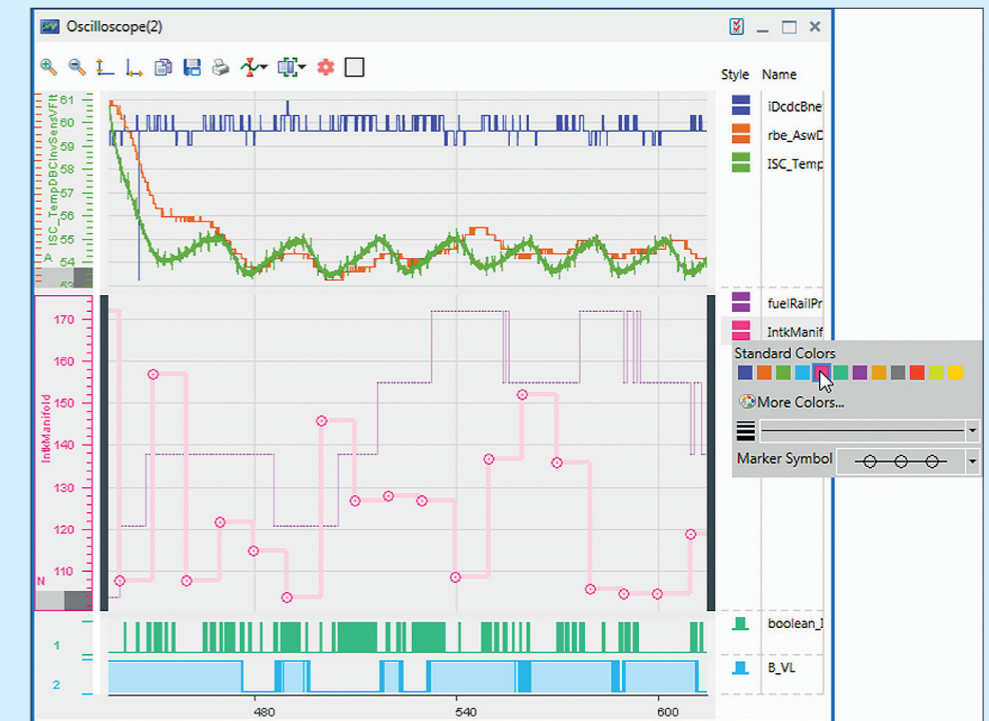 Oscilloscope(2)
Style Name
iDcdcBne
rbe_AswD
ISC_Temp
61
60
59
58
57
56
55
54
53
ISC_TempDBCInvSensVFlt
A
fuelRailPr
IntkManif
170
160
150
140
130
120
110
IntkManifold
N
Standard Colors
More Colors...
Marker Symbol
1
boolean_1
2
B_VL
480 540 600